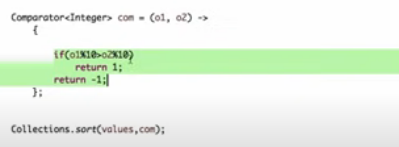 Comparator<Integer> com = (o1, o2) ->
{
if(o1%10>o2%10)
return 1;
return -1;
};
Collections.sort(values,com);